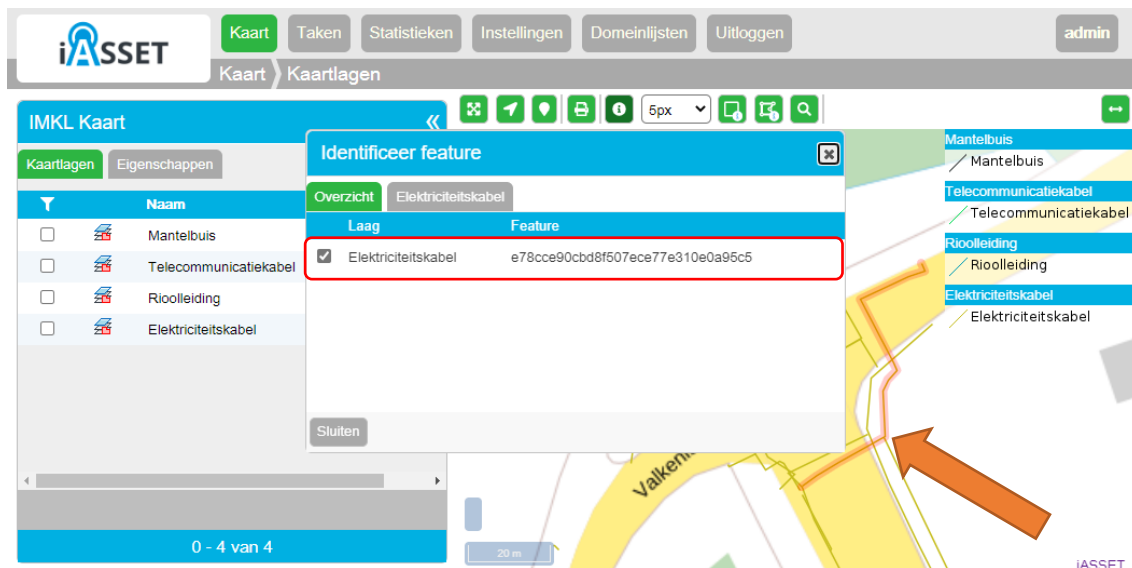 iASSET
Kaart Taken Statistieken Instellingen Domeinlijsten Uitloggen admin
Kaart Kaartlagen
IMKL Kaart
5px
Kaartlagen Eigenschappen
Naam
Mantelbuis
Telecommunicatiekabel
Rioolleiding
Elektriciteitskabel
0 - 4 van 4
Identificeer feature
Overzicht Elektriciteitskabel
Laag Feature
Elektriciteitskabel e78cce90cbd8f507ece77e310e0a95c5
Sluiten
Mantelbuis
Mantelbuis
Telecommunicatiekabel
Telecommunicatiekabel
Rioolleiding
Rioolleiding
Elektriciteitskabel
Elektriciteitskabel
20 m
iASSET